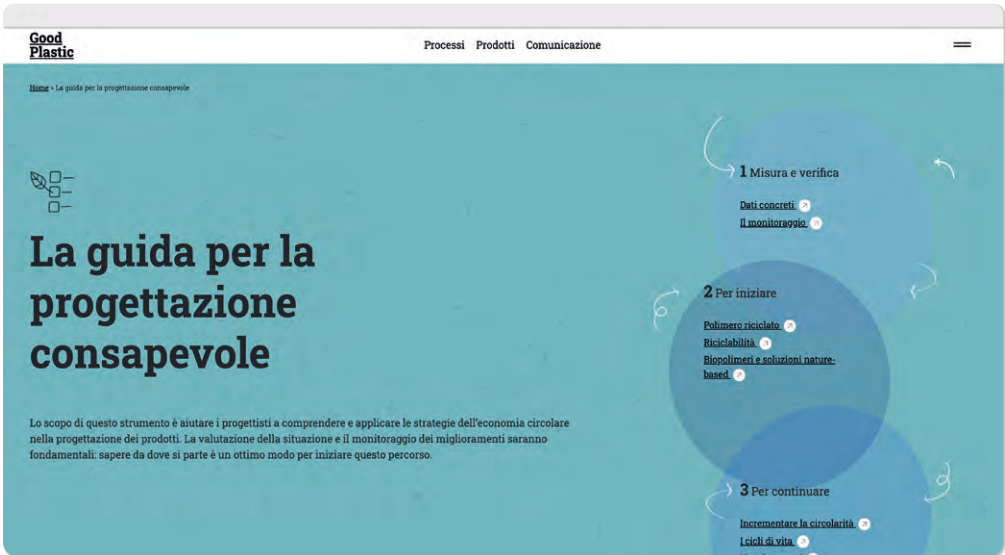 Good
Plastic
Processi Prodotti Comunicazione
Home > La guida per la progettazione consapevole
La guida per la
progettazione
consapevole
Lo scopo di questo strumento è aiutare i progettisti a comprendere e applicare le strategie dell'economia circolare
nella progettazione dei prodotti. La valutazione della situazione e il monitoraggio dei miglioramenti saranno
fondamentali: sapere da dove si parte è un ottimo modo per iniziare questo percorso.
1 Misura e verifica
Dati concreti
Il monitoraggio
2 Per iniziare
Polimero riciclato
Riciclabilità
Biopolimeri e soluzioni nature-
based
3 Per continuare
Incrementare la circolarità
I cicli di vita